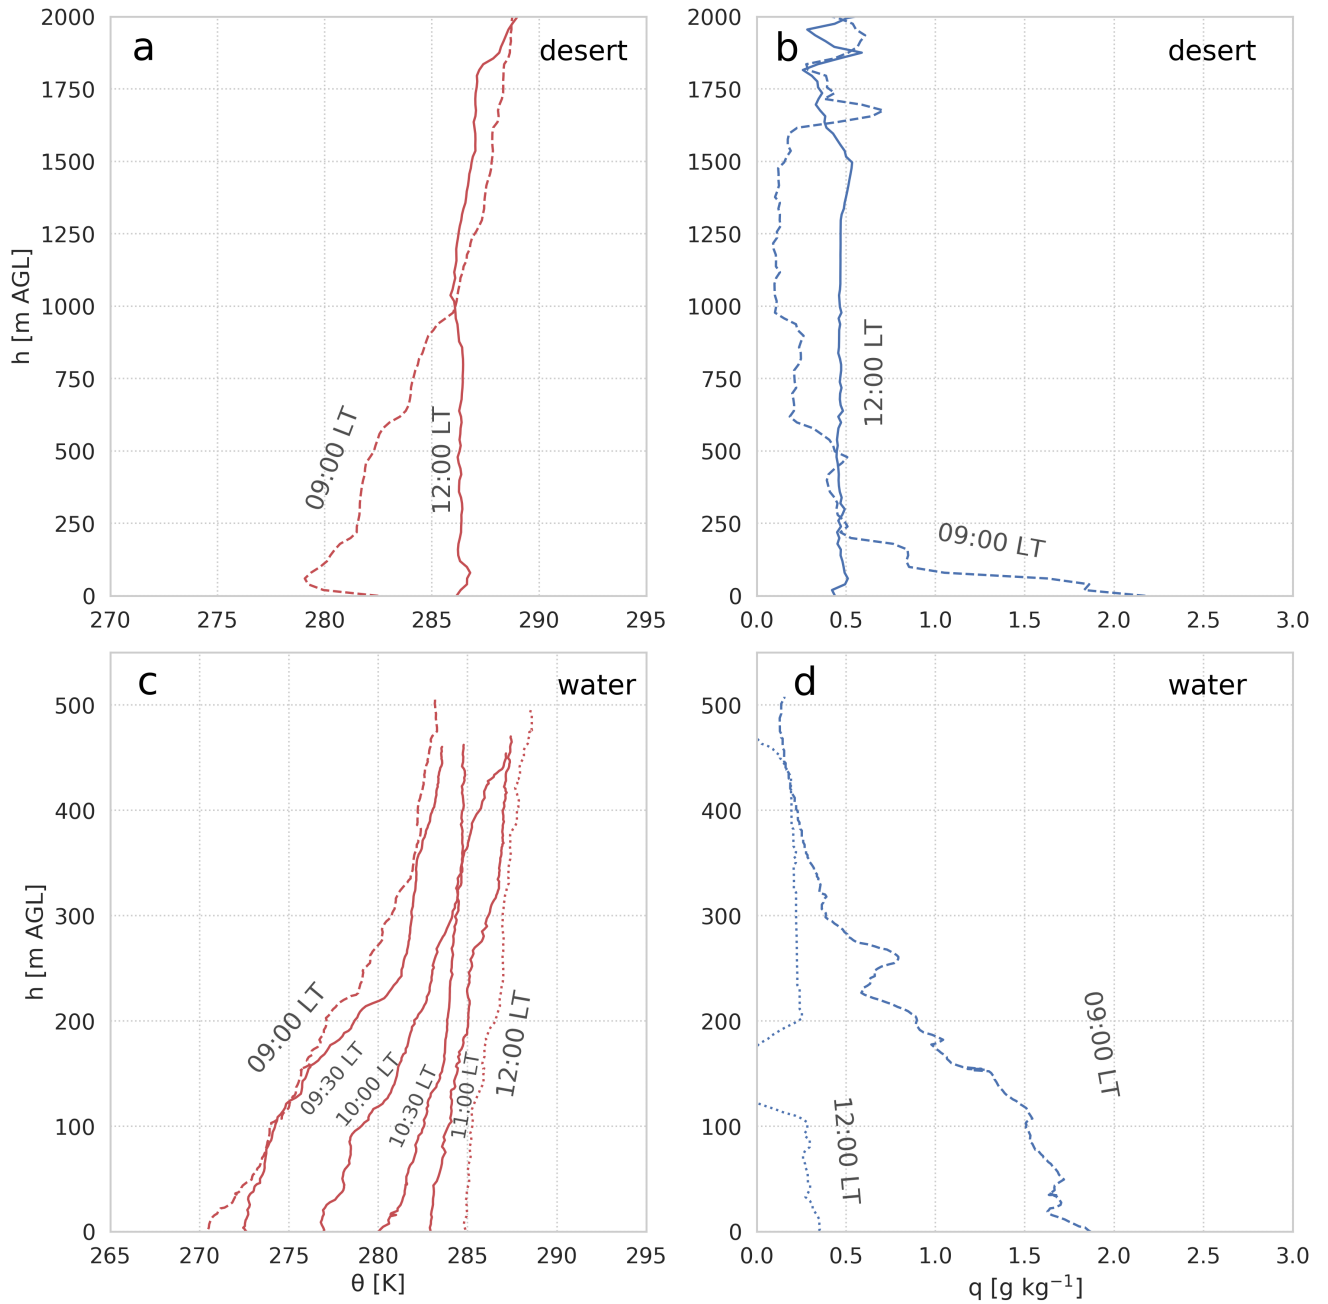 a
desert
2000
1750
1500
1250
1000
750
500
250
0
h [m AGL]
09:00 LT
12:00 LT
270
275
280
285
290
295
b
desert
2000
1750
1500
1250
1000
750
500
250
0
12:00 LT
09:00 LT
0.0
0.5
1.0
1.5
2.0
2.5
3.0
c
water
500
400
300
200
100
0
h [m AGL]
09:00 LT
09:30 LT
10:00 LT
10:30 LT
11:00 LT
12:00 LT
265
270
275
280
285
290
295
θ [K]
d
water
500
400
300
200
100
0
09:00 LT
12:00 LT
0.0
0.5
1.0
1.5
2.0
2.5
3.0
q [g kg⁻¹]